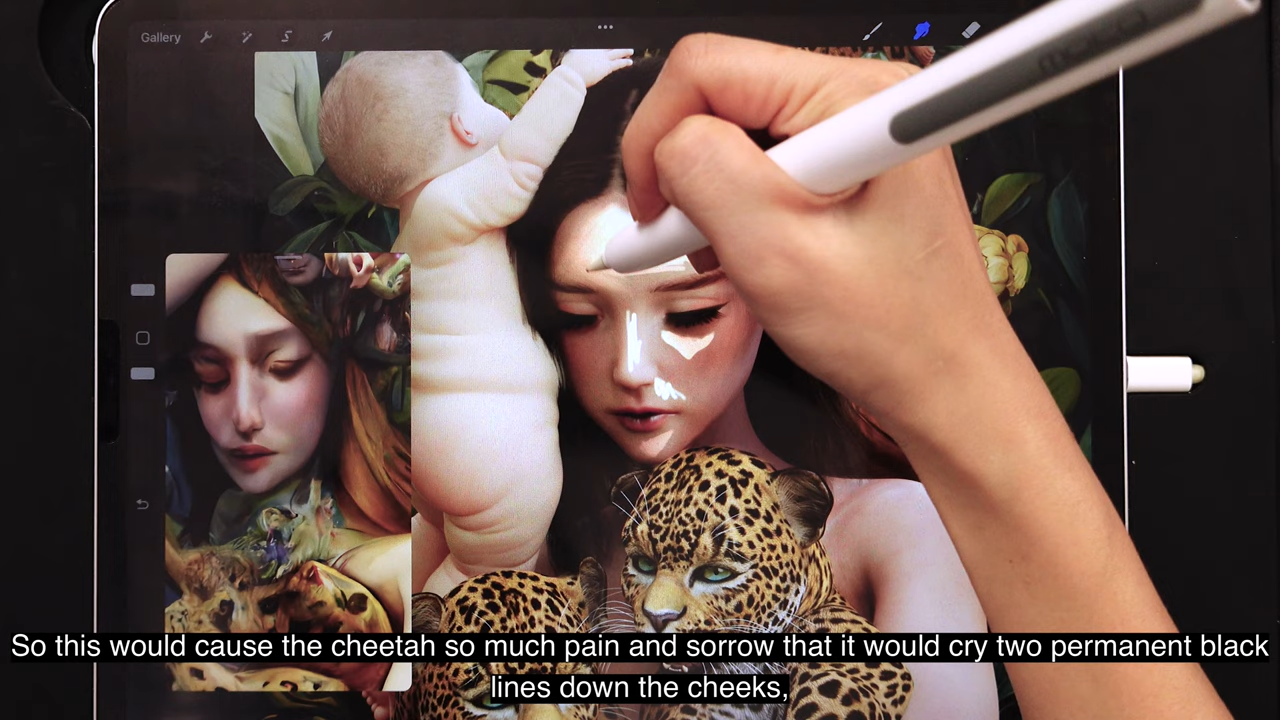 Gallery
So this would cause the cheetah so much pain and sorrow that it would cry two permanent black
lines down the cheeks,